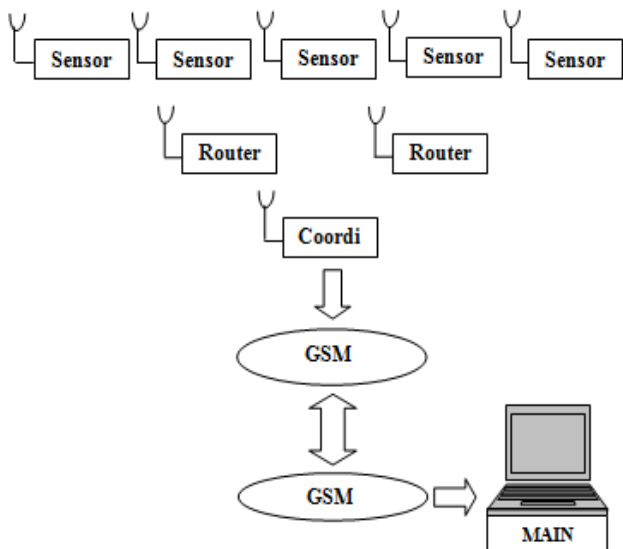 Sensor Sensor Sensor Sensor Sensor
Router Router
Coordi
GSM
GSM
MAIN